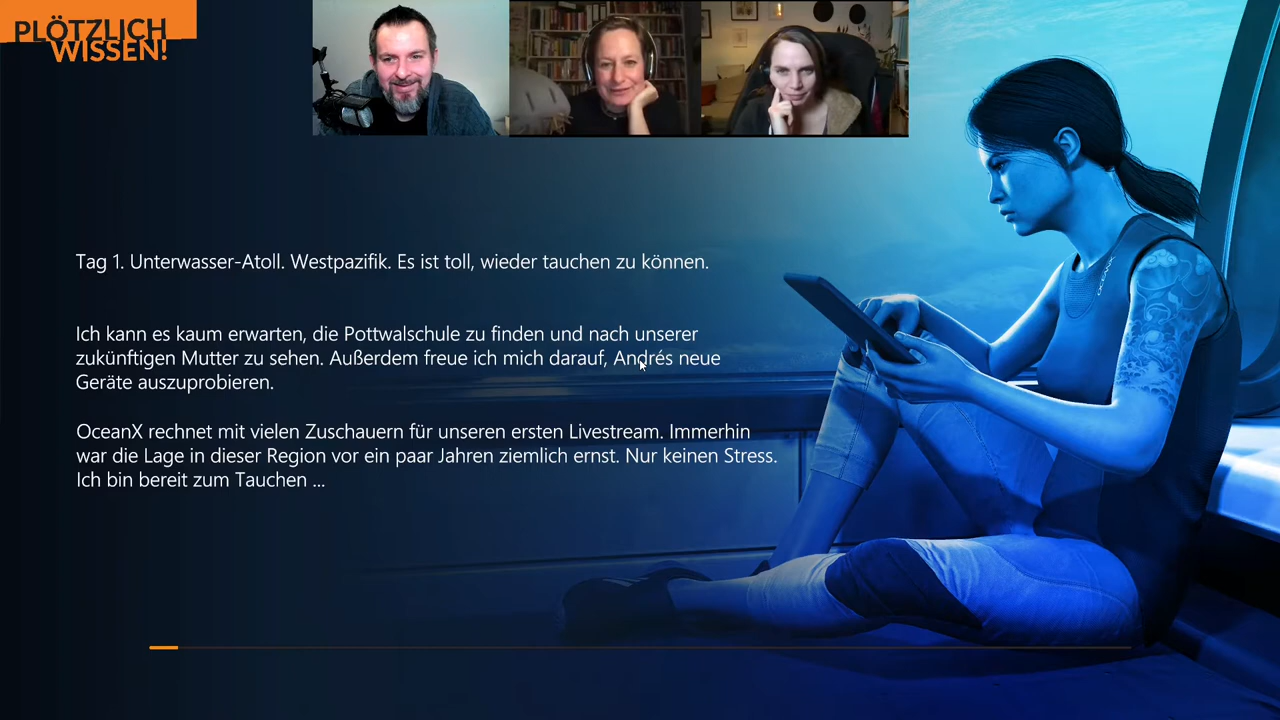 PLÖTZLICH
WISSEN!
Tag 1. Unterwasser-Atoll. Westpazifik. Es ist toll, wieder tauchen zu können.
Ich kann es kaum erwarten, die Pottwalschule zu finden und nach unserer
zukünftigen Mutter zu sehen. Außerdem freue ich mich darauf, Andrés neue
Geräte auszuprobieren.
OceanX rechnet mit vielen Zuschauern für unseren ersten Livestream. Immerhin
war die Lage in dieser Region vor ein paar Jahren ziemlich ernst. Nur keinen Stress.
Ich bin bereit zum Tauchen ...
OCEANX